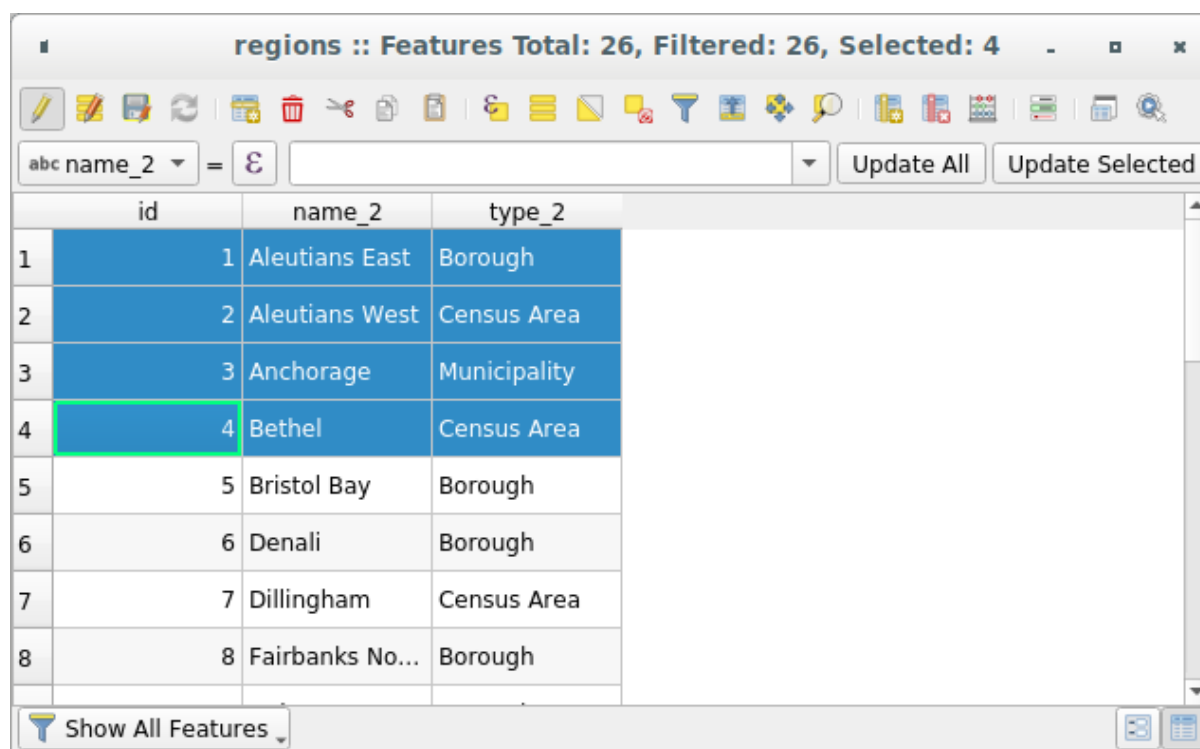 regions :: Features Total: 26, Filtered: 26, Selected: 4
abc name_2 = ε Update All Update Selected
id name_2 type_2
1 1 Aleutians East Borough
2 2 Aleutians West Census Area
3 3 Anchorage Municipality
4 4 Bethel Census Area
5 5 Bristol Bay Borough
6 6 Denali Borough
7 7 Dillingham Census Area
8 8 Fairbanks No... Borough
Show All Features